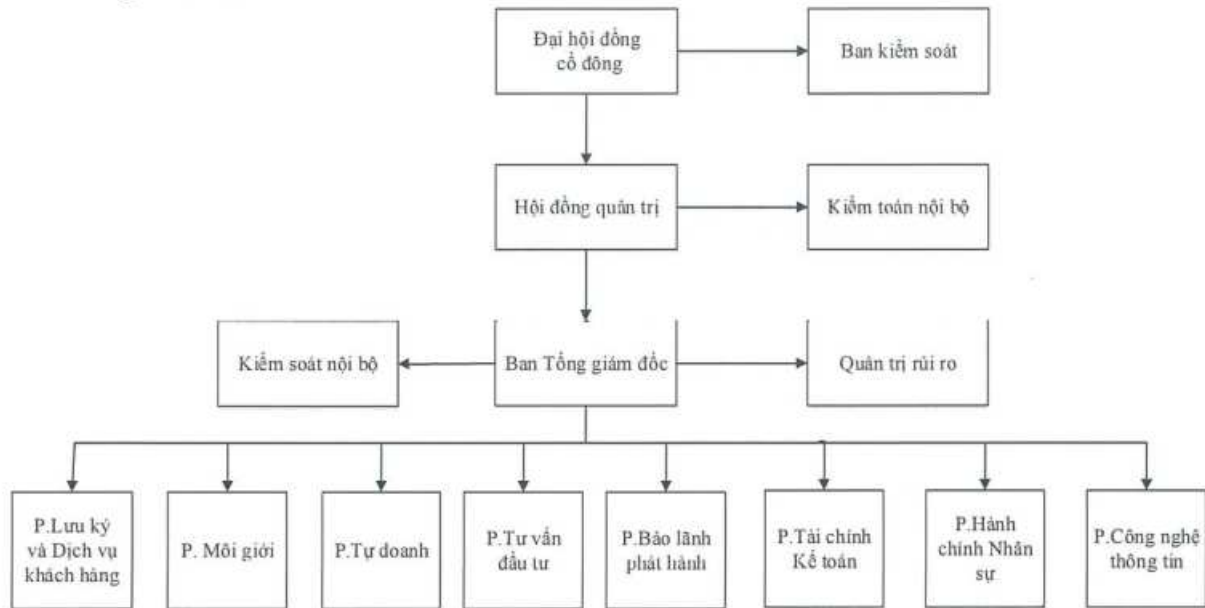 Đại hội đồng
cổ đông
Ban kiểm soát
Hội đồng quản trị
Kiểm toán nội bộ
Kiểm soát nội bộ
Ban Tổng giám đốc
Quản trị rủi ro
P.Lưu ký
và Dịch vụ
khách hàng
P. Môi giới
P.Tự doanh
P.Tư vấn
đầu tư
P.Bảo lãnh
phát hành
P.Tài chính
Kế toán
P.Hành
chính Nhân
sự
P.Công nghệ
thông tin